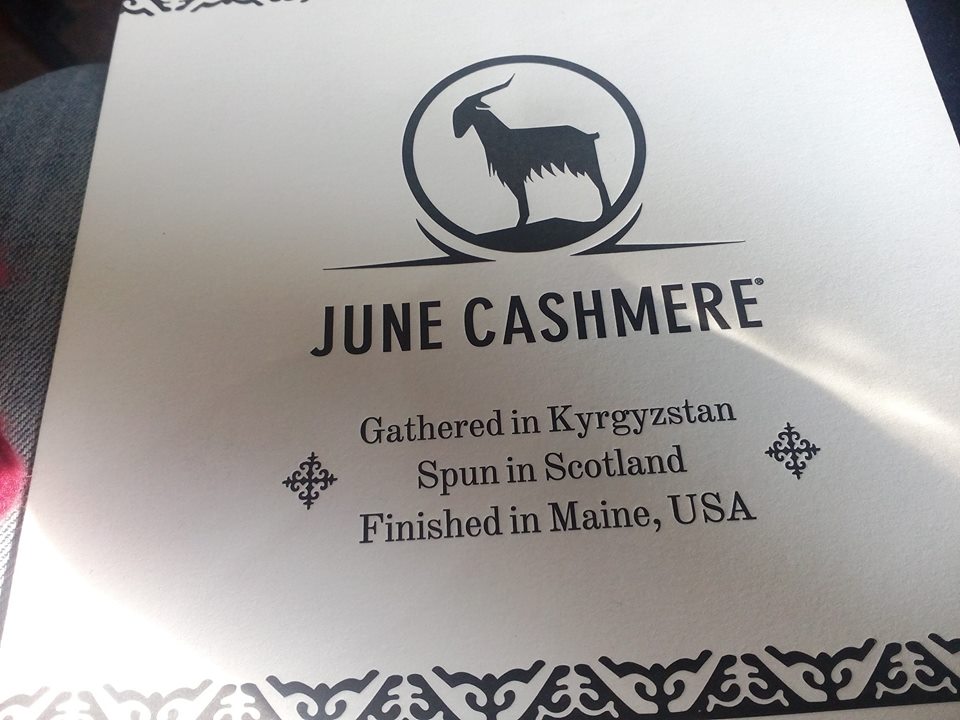 JUNE CASHMERE®
Gathered in Kyrgyzstan
Spun in Scotland
Finished in Maine, USA